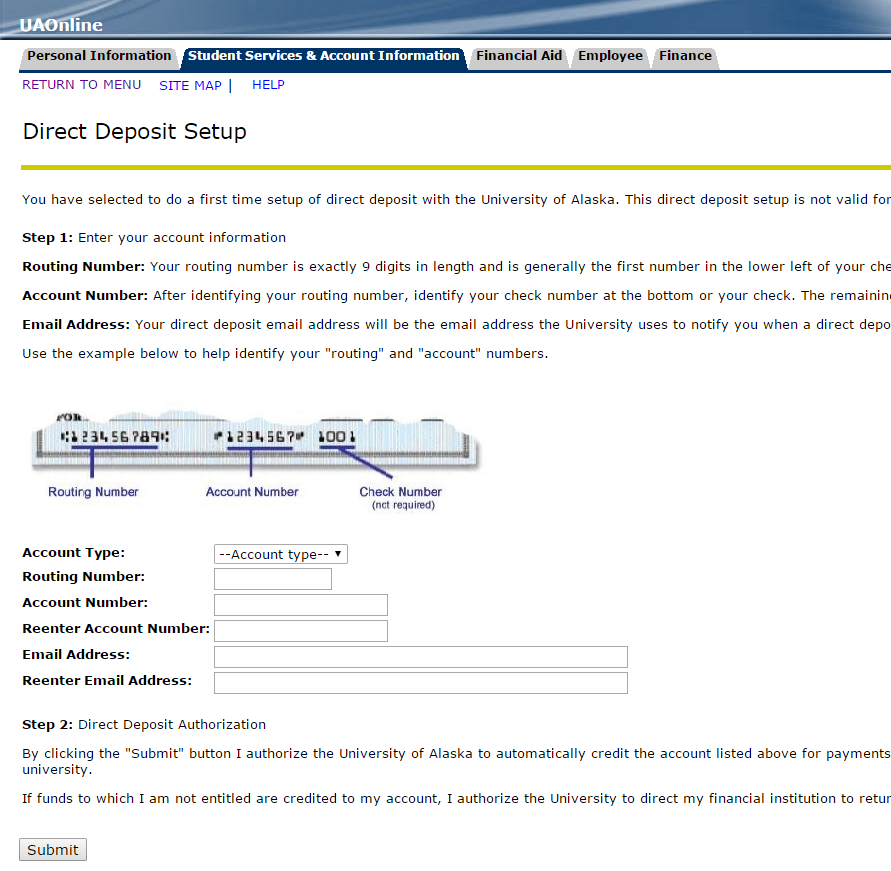 UAOnline
Personal Information Student Services & Account Information Financial Aid Employee Finance
RETURN TO MENU SITE MAP | HELP
Direct Deposit Setup
You have selected to do a first time setup of direct deposit with the University of Alaska. This direct deposit setup is not valid for
Step 1: Enter your account information
Routing Number: Your routing number is exactly 9 digits in length and is generally the first number in the lower left of your che
Account Number: After identifying your routing number, identify your check number at the bottom or your check. The remaining
Email Address: Your direct deposit email address will be the email address the University uses to notify you when a direct depo
Use the example below to help identify your "routing" and "account" numbers.
FOR
⑆123456789⑆ ⑈1234567⑈ 1001
Routing Number Account Number Check Number
(not required)
Account Type: --Account type--
Routing Number:
Account Number:
Reenter Account Number:
Email Address:
Reenter Email Address:
Step 2: Direct Deposit Authorization
By clicking the "Submit" button I authorize the University of Alaska to automatically credit the account listed above for payments
university.
If funds to which I am not entitled are credited to my account, I authorize the University to direct my financial institution to retur
Submit